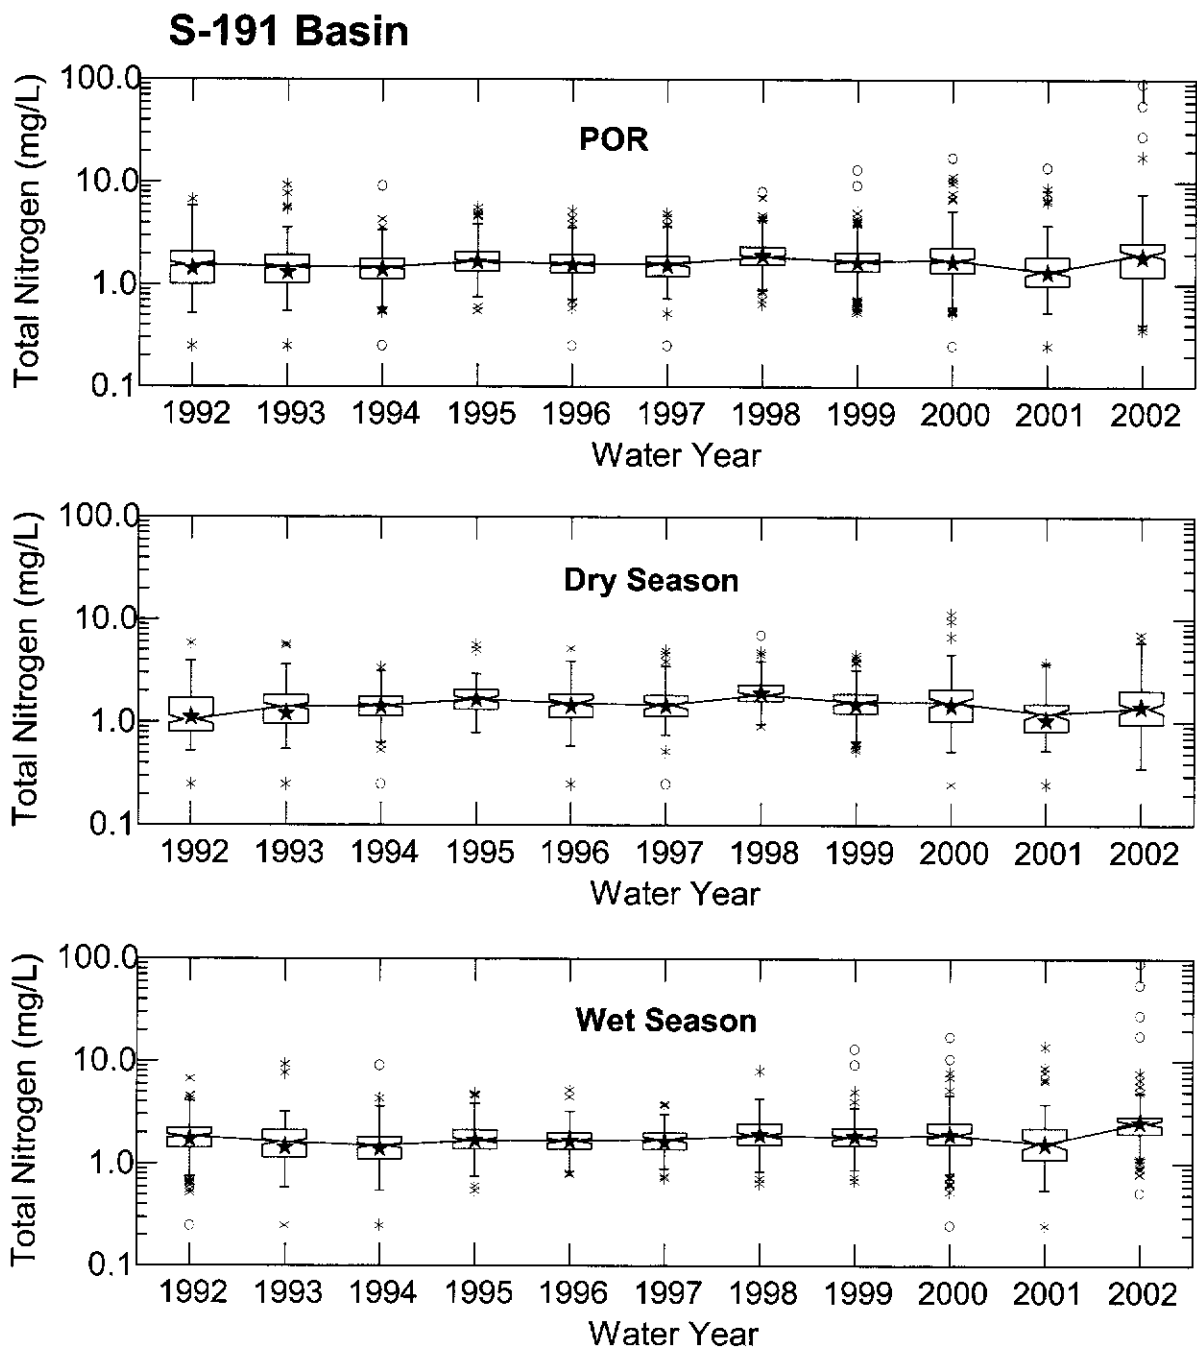 S-191 Basin
Total Nitrogen (mg/L)
100.0
10.0
1.0
0.1
POR
1992 1993 1994 1995 1996 1997 1998 1999 2000 2001 2002
Water Year
Total Nitrogen (mg/L)
100.0
10.0
1.0
0.1
Dry Season
1992 1993 1994 1995 1996 1997 1998 1999 2000 2001 2002
Water Year
Total Nitrogen (mg/L)
100.0
10.0
1.0
0.1
Wet Season
1992 1993 1994 1995 1996 1997 1998 1999 2000 2001 2002
Water Year